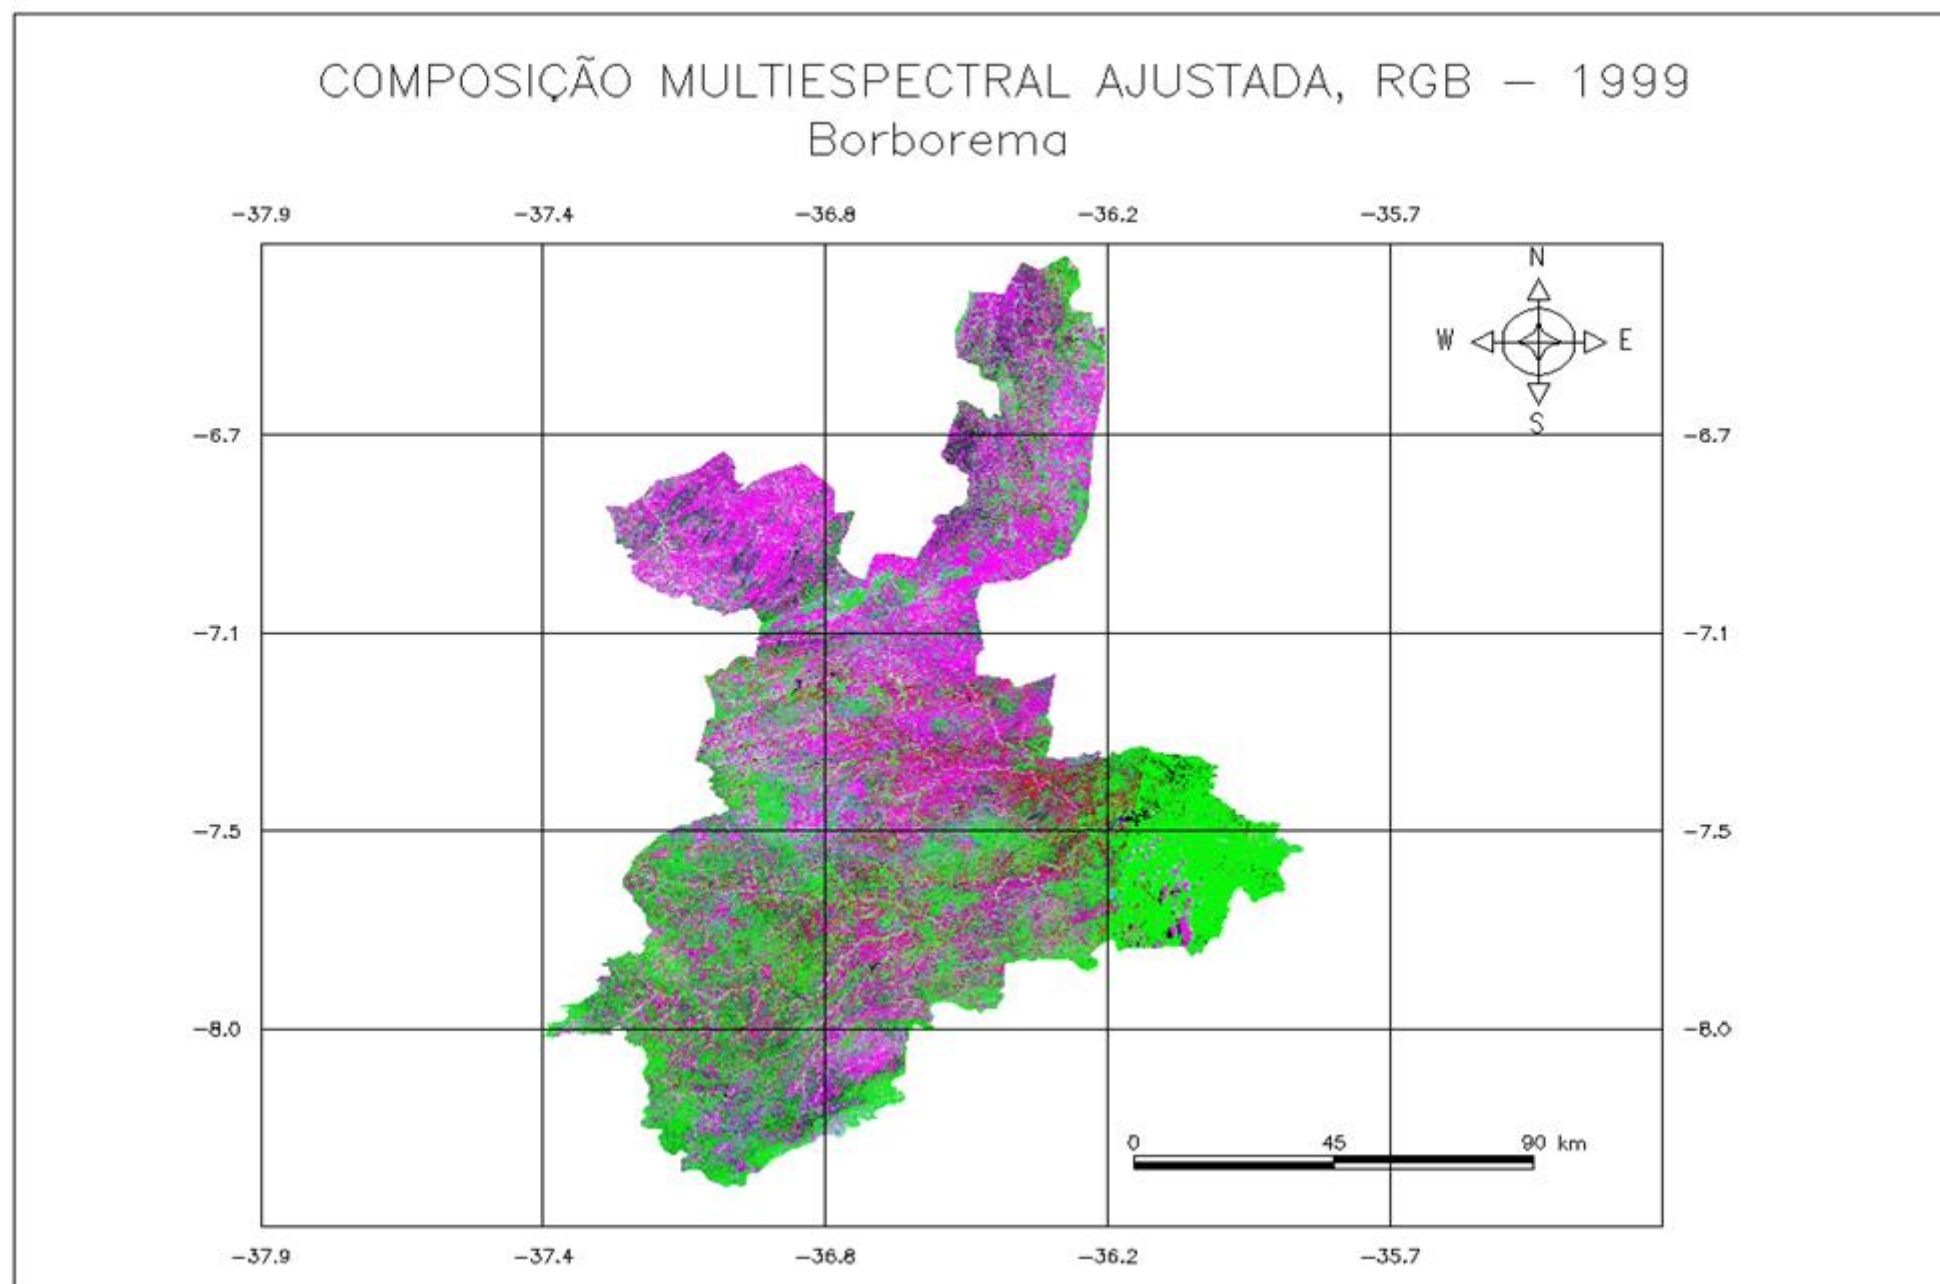 COMPOSIÇÃO MULTIESPECTRAL AJUSTADA, RGB – 1999
Borborema
-37.9 -37.4 -36.8 -36.2 -35.7
N
W E
S
-6.7 -6.7
-7.1 -7.1
-7.5 -7.5
-8.0 -8.0
0 45 90 km
-37.9 -37.4 -36.8 -36.2 -35.7